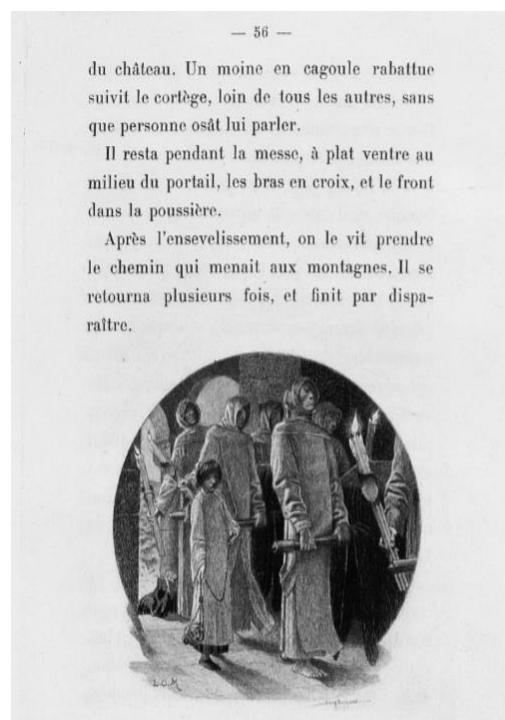 — 56 —
du château. Un moine en cagoule rabattue
suivit le cortège, loin de tous les autres, sans
que personne osât lui parler.
Il resta pendant la messe, à plat ventre au
milieu du portail, les bras en croix, et le front
dans la poussière.
Après l'ensevelissement, on le vit prendre
le chemin qui menait aux montagnes. Il se
retourna plusieurs fois, et finit par dispa-
raître.
L.O.M